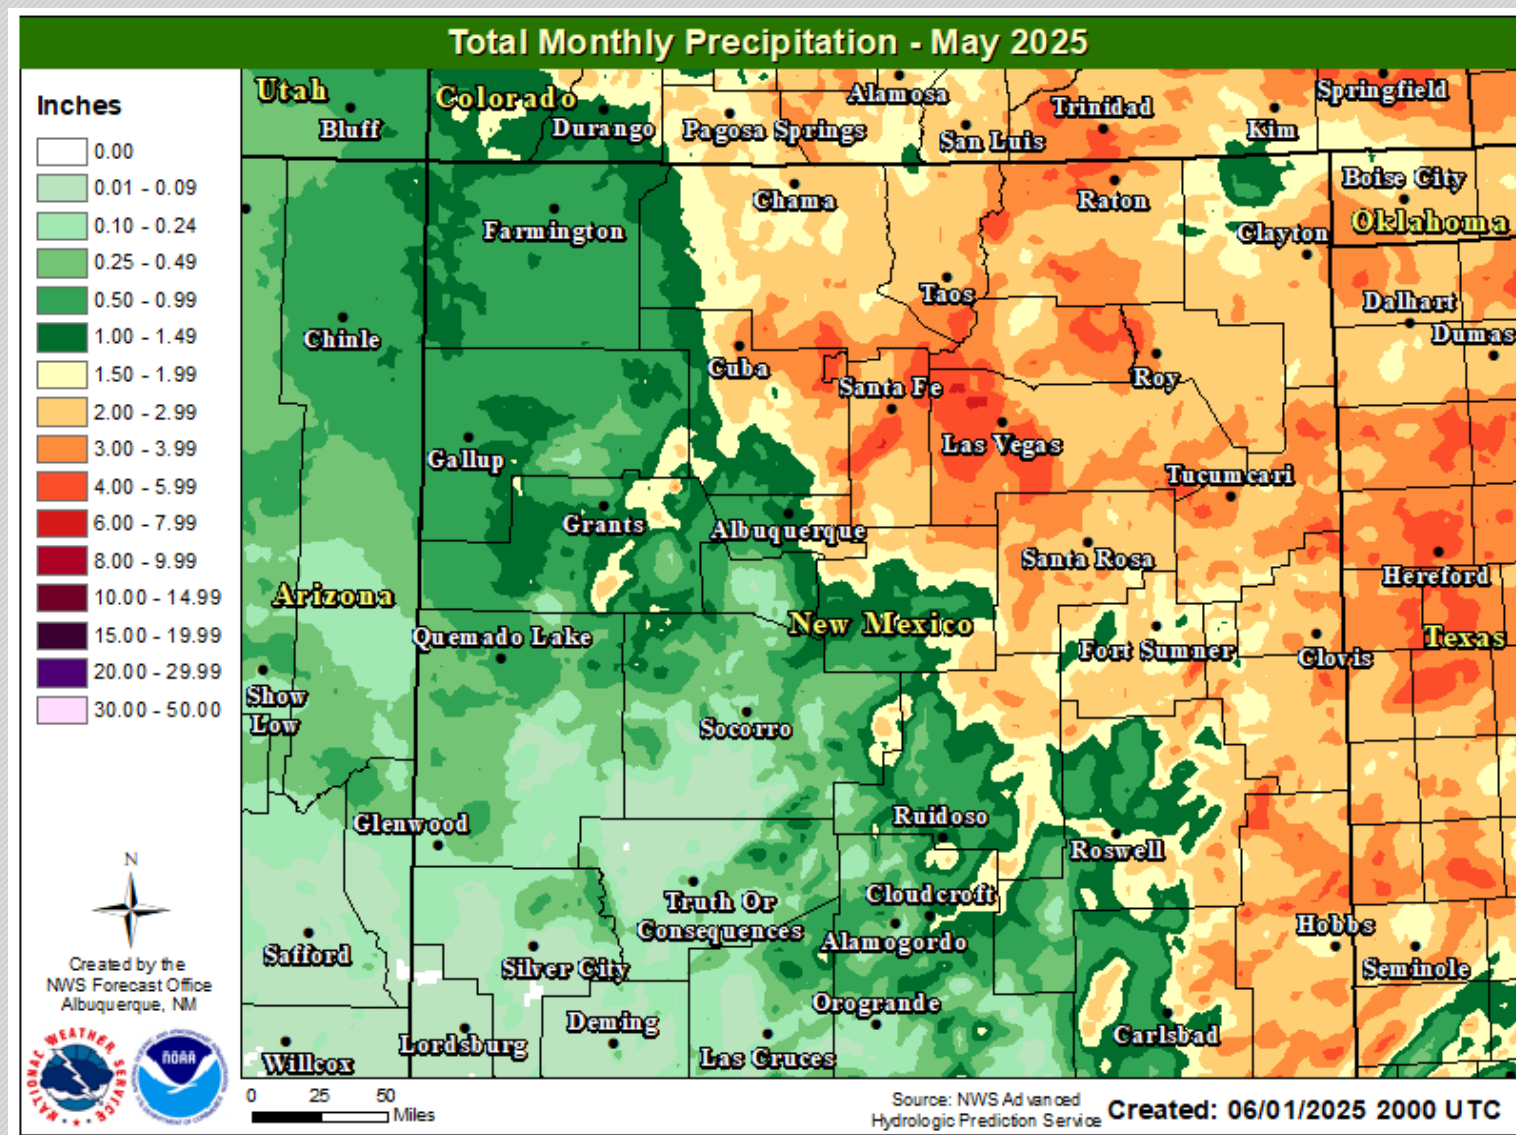 Total Monthly Precipitation - May 2025
Inches
0.00
0.01 - 0.09
0.10 - 0.24
0.25 - 0.49
0.50 - 0.99
1.00 - 1.49
1.50 - 1.99
2.00 - 2.99
3.00 - 3.99
4.00 - 5.99
6.00 - 7.99
8.00 - 9.99
10.00 - 14.99
15.00 - 19.99
20.00 - 29.99
30.00 - 50.00
N
Created by the
NWS Forecast Office
Albuquerque, NM
NATIONAL WEATHER SERVICE
NOAA
Utah
Colorado
Alamosa
Springfield
Bluff
Durango
Pagosa Springs
San Luis
Trinidad
Kim
Chama
Raton
Boise City
Farmington
Clayton
Oklahoma
Taos
Dalhart
Chinle
Dumas
Cuba
Santa Fe
Roy
Gallup
Las Vegas
Tucumcari
Grants
Albuquerque
Santa Rosa
Hereford
Arizona
New Mexico
Texas
Quemado Lake
Fort Sumner
Clovis
Show
Low
Socorro
Glenwood
Ruidoso
Roswell
Truth Or
Consequences
Cloudcroft
Alamogordo
Hobbs
Safford
Silver City
Seminole
Orogrande
Deming
Carlsbad
Willcox
Lordsburg
Las Cruces
0 25 50
Miles
Source: NWS Advanced
Hydrologic Prediction Service
Created: 06/01/2025 2000 UTC